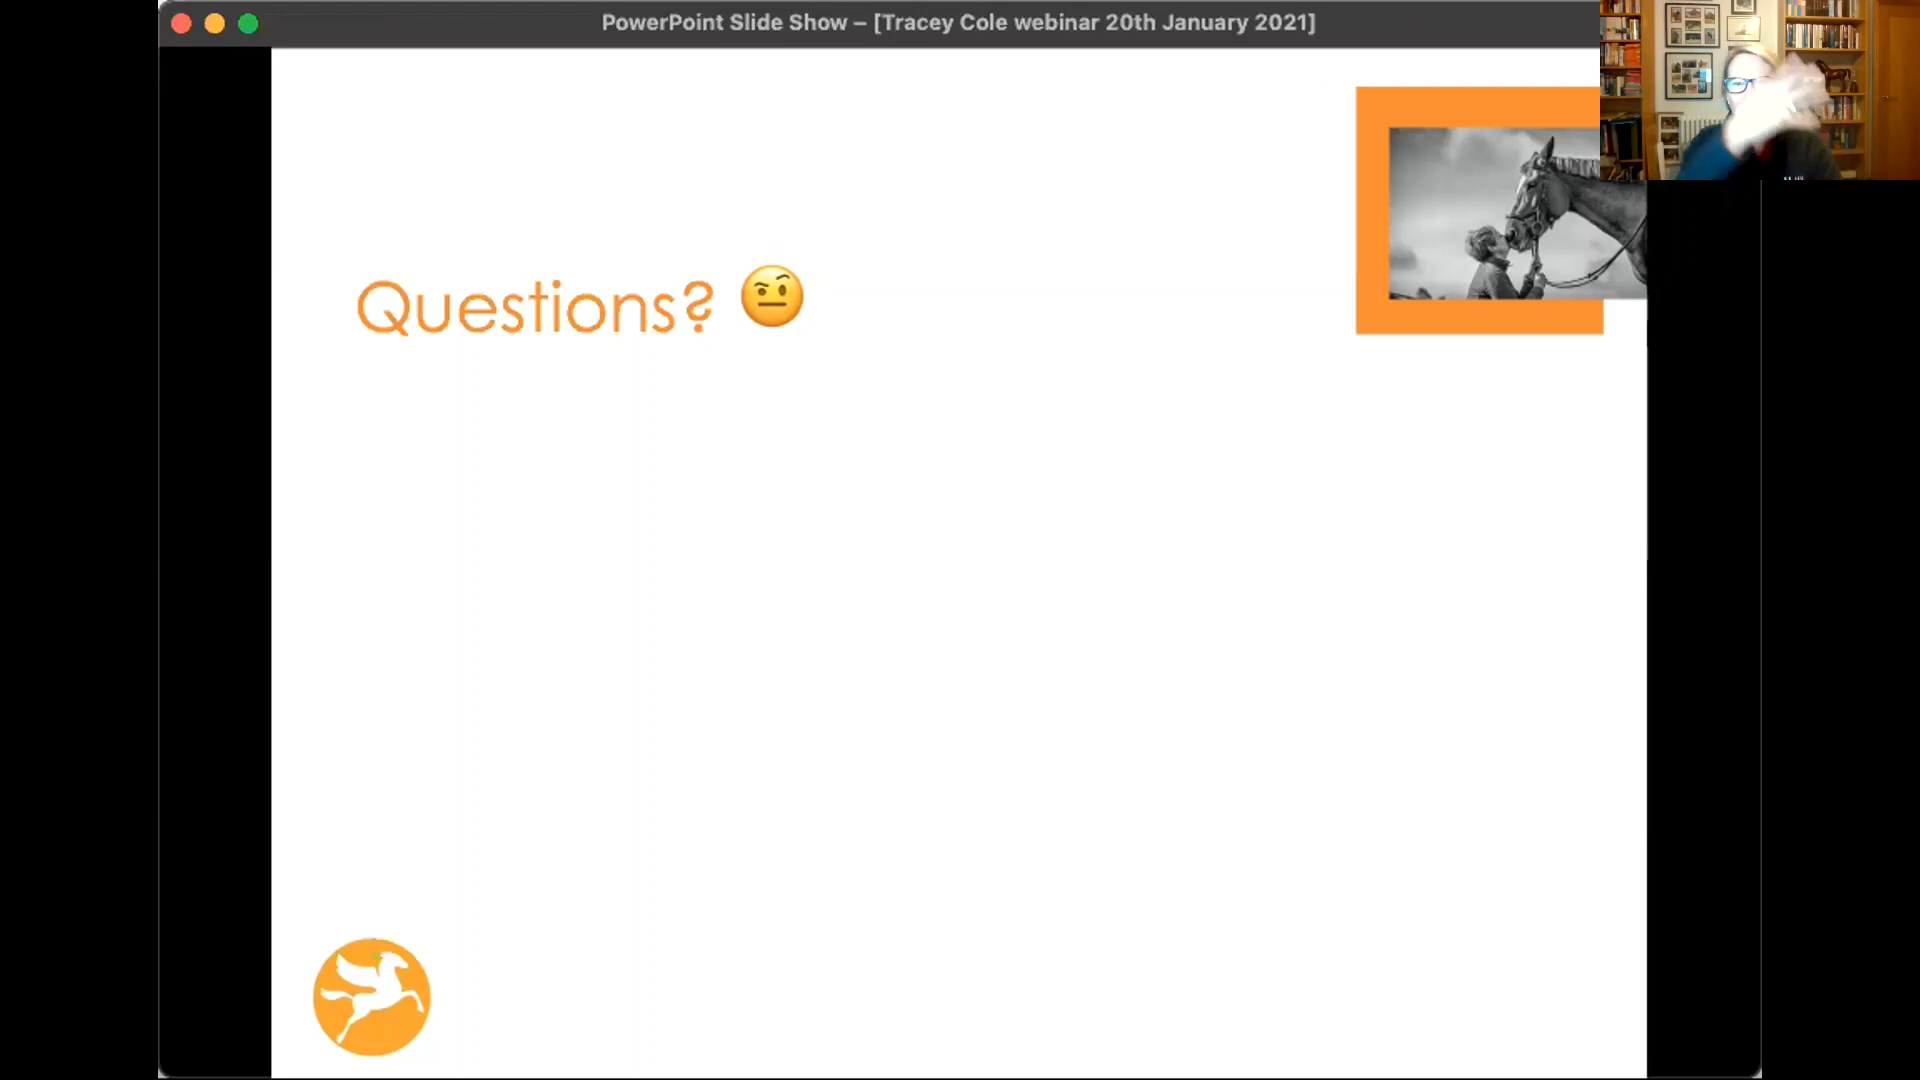 PowerPoint Slide Show – [Tracey Cole webinar 20th January 2021]
Questions? 🤨